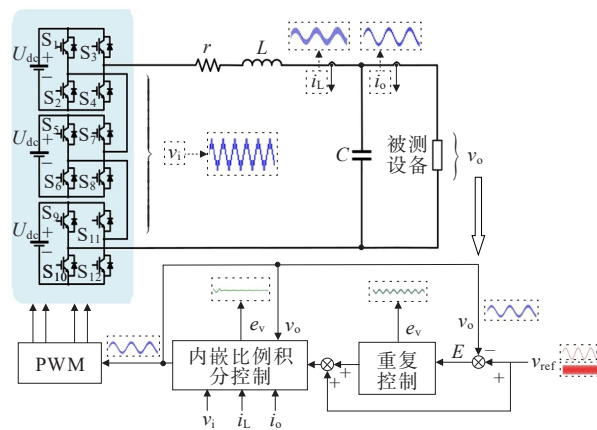 S1
S3
Udc
+
−
S2
S4
S5
S7
Udc
+
−
S6
S8
S9
S11
Udc
+
−
S10
S12
r
L
iL
io
vi
C
被测
设备
vo
ev
vo
ev
vo
−
E
vref
+
PWM
内嵌比例积
分控制
+
+
重复
控制
vi
iL
io